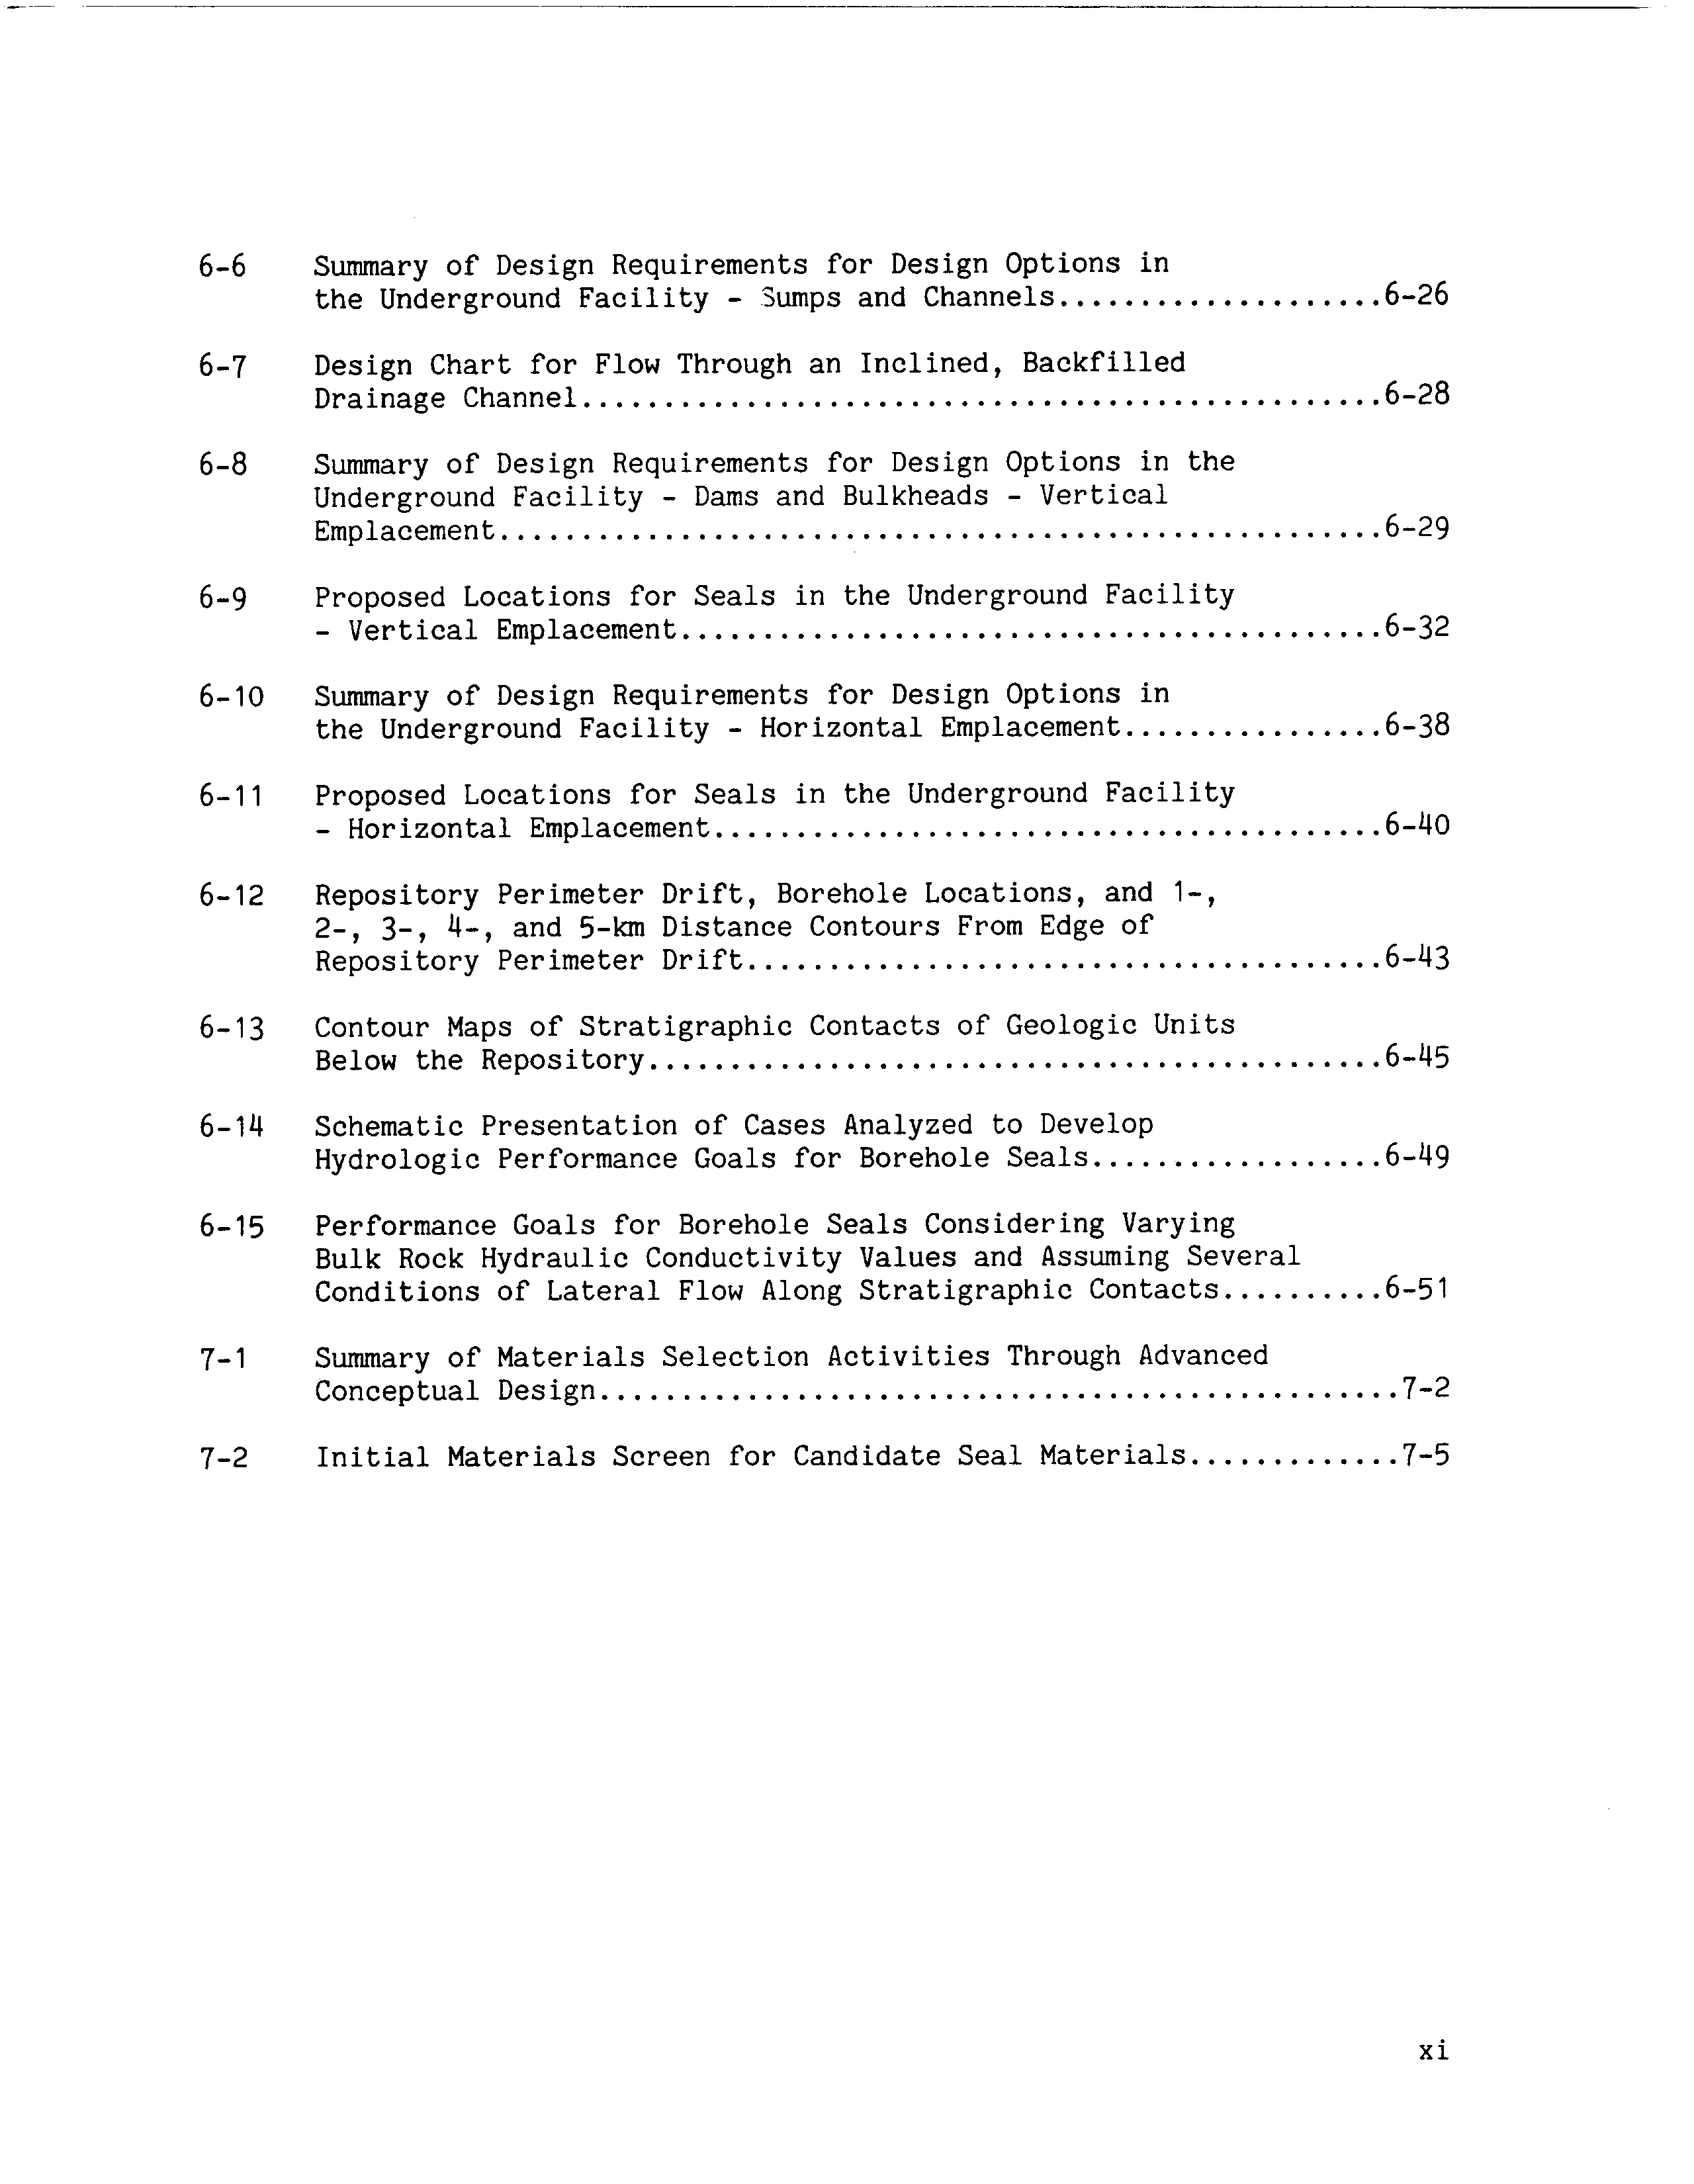 6-6 Summary of Design Requirements for Design Options in
the Underground Facility - Sumps and Channels....................6-26
6-7 Design Chart for Flow Through an Inclined, Backfilled
Drainage Channel.................................................6-28
6-8 Summary of Design Requirements for Design Options in the
Underground Facility - Dams and Bulkheads - Vertical
Emplacement......................................................6-29
6-9 Proposed Locations for Seals in the Underground Facility
- Vertical Emplacement...........................................6-32
6-10 Summary of Design Requirements for Design Options in
the Underground Facility - Horizontal Emplacement................6-38
6-11 Proposed Locations for Seals in the Underground Facility
- Horizontal Emplacement.........................................6-40
6-12 Repository Perimeter Drift, Borehole Locations, and 1-,
2-, 3-, 4-, and 5-km Distance Contours From Edge of
Repository Perimeter Drift.......................................6-43
6-13 Contour Maps of Stratigraphic Contacts of Geologic Units
Below the Repository.............................................6-45
6-14 Schematic Presentation of Cases Analyzed to Develop
Hydrologic Performance Goals for Borehole Seals..................6-49
6-15 Performance Goals for Borehole Seals Considering Varying
Bulk Rock Hydraulic Conductivity Values and Assuming Several
Conditions of Lateral Flow Along Stratigraphic Contacts..........6-51
7-1 Summary of Materials Selection Activities Through Advanced
Conceptual Design.................................................7-2
7-2 Initial Materials Screen for Candidate Seal Materials.............7-5
xi